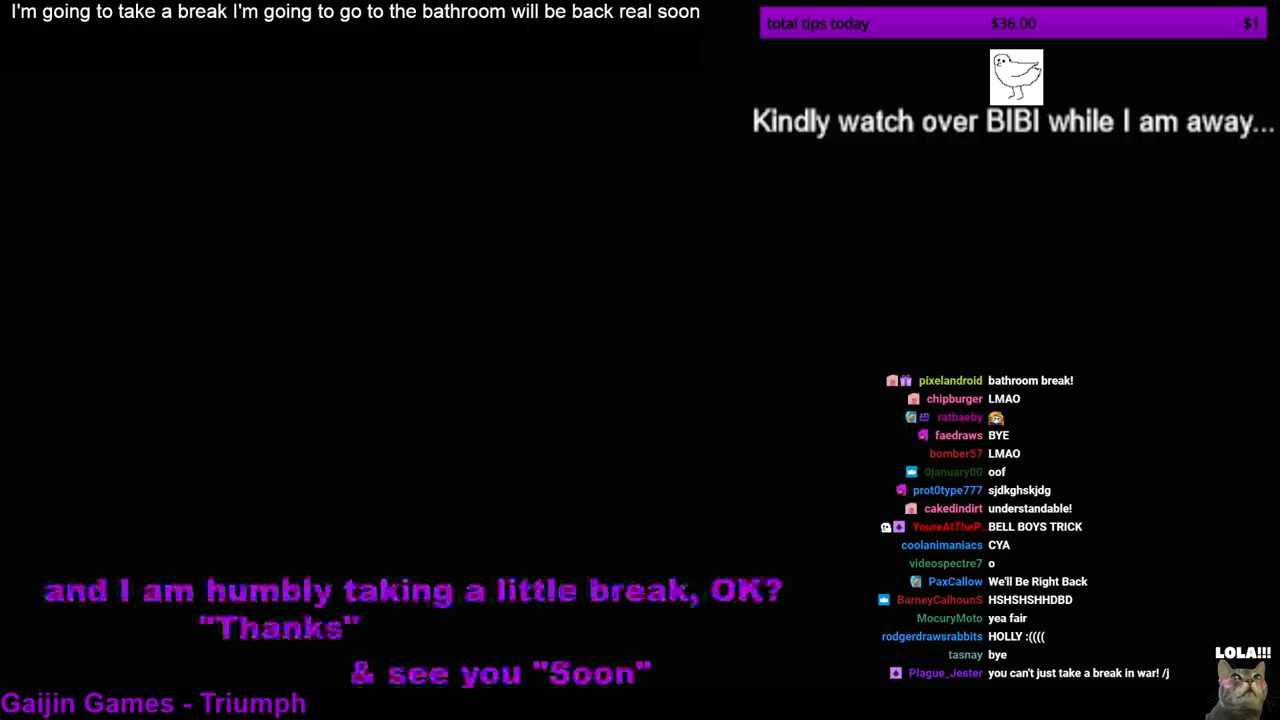 I'm going to take a break I'm going to go to the bathroom will be back real soon
total tips today $36.00 $1
Kindly watch over BIBI while I am away...
pixelandroid bathroom break!
chipburger LMAO
ratbaeby
faedraws BYE
bomber57 LMAO
0january00 oof
prot0type777 sjdkghskjdg
cakedindirt understandable!
YoureAtTheP... BELL BOYS TRICK
coolanimaniacs CYA
videospectre7 o
PaxCallow We'll Be Right Back
BarneyCalhounS HSHSHSHHDBD
MocuryMoto yea fair
rodgerdrawsrabbits HOLLY :((((
tasnay bye
Plague_Jester you can't just take a break in war! /j
and I am humbly taking a little break, OK?
"Thanks"
& see you "Soon"
LOLA!!!
Gaijin Games - Triumph